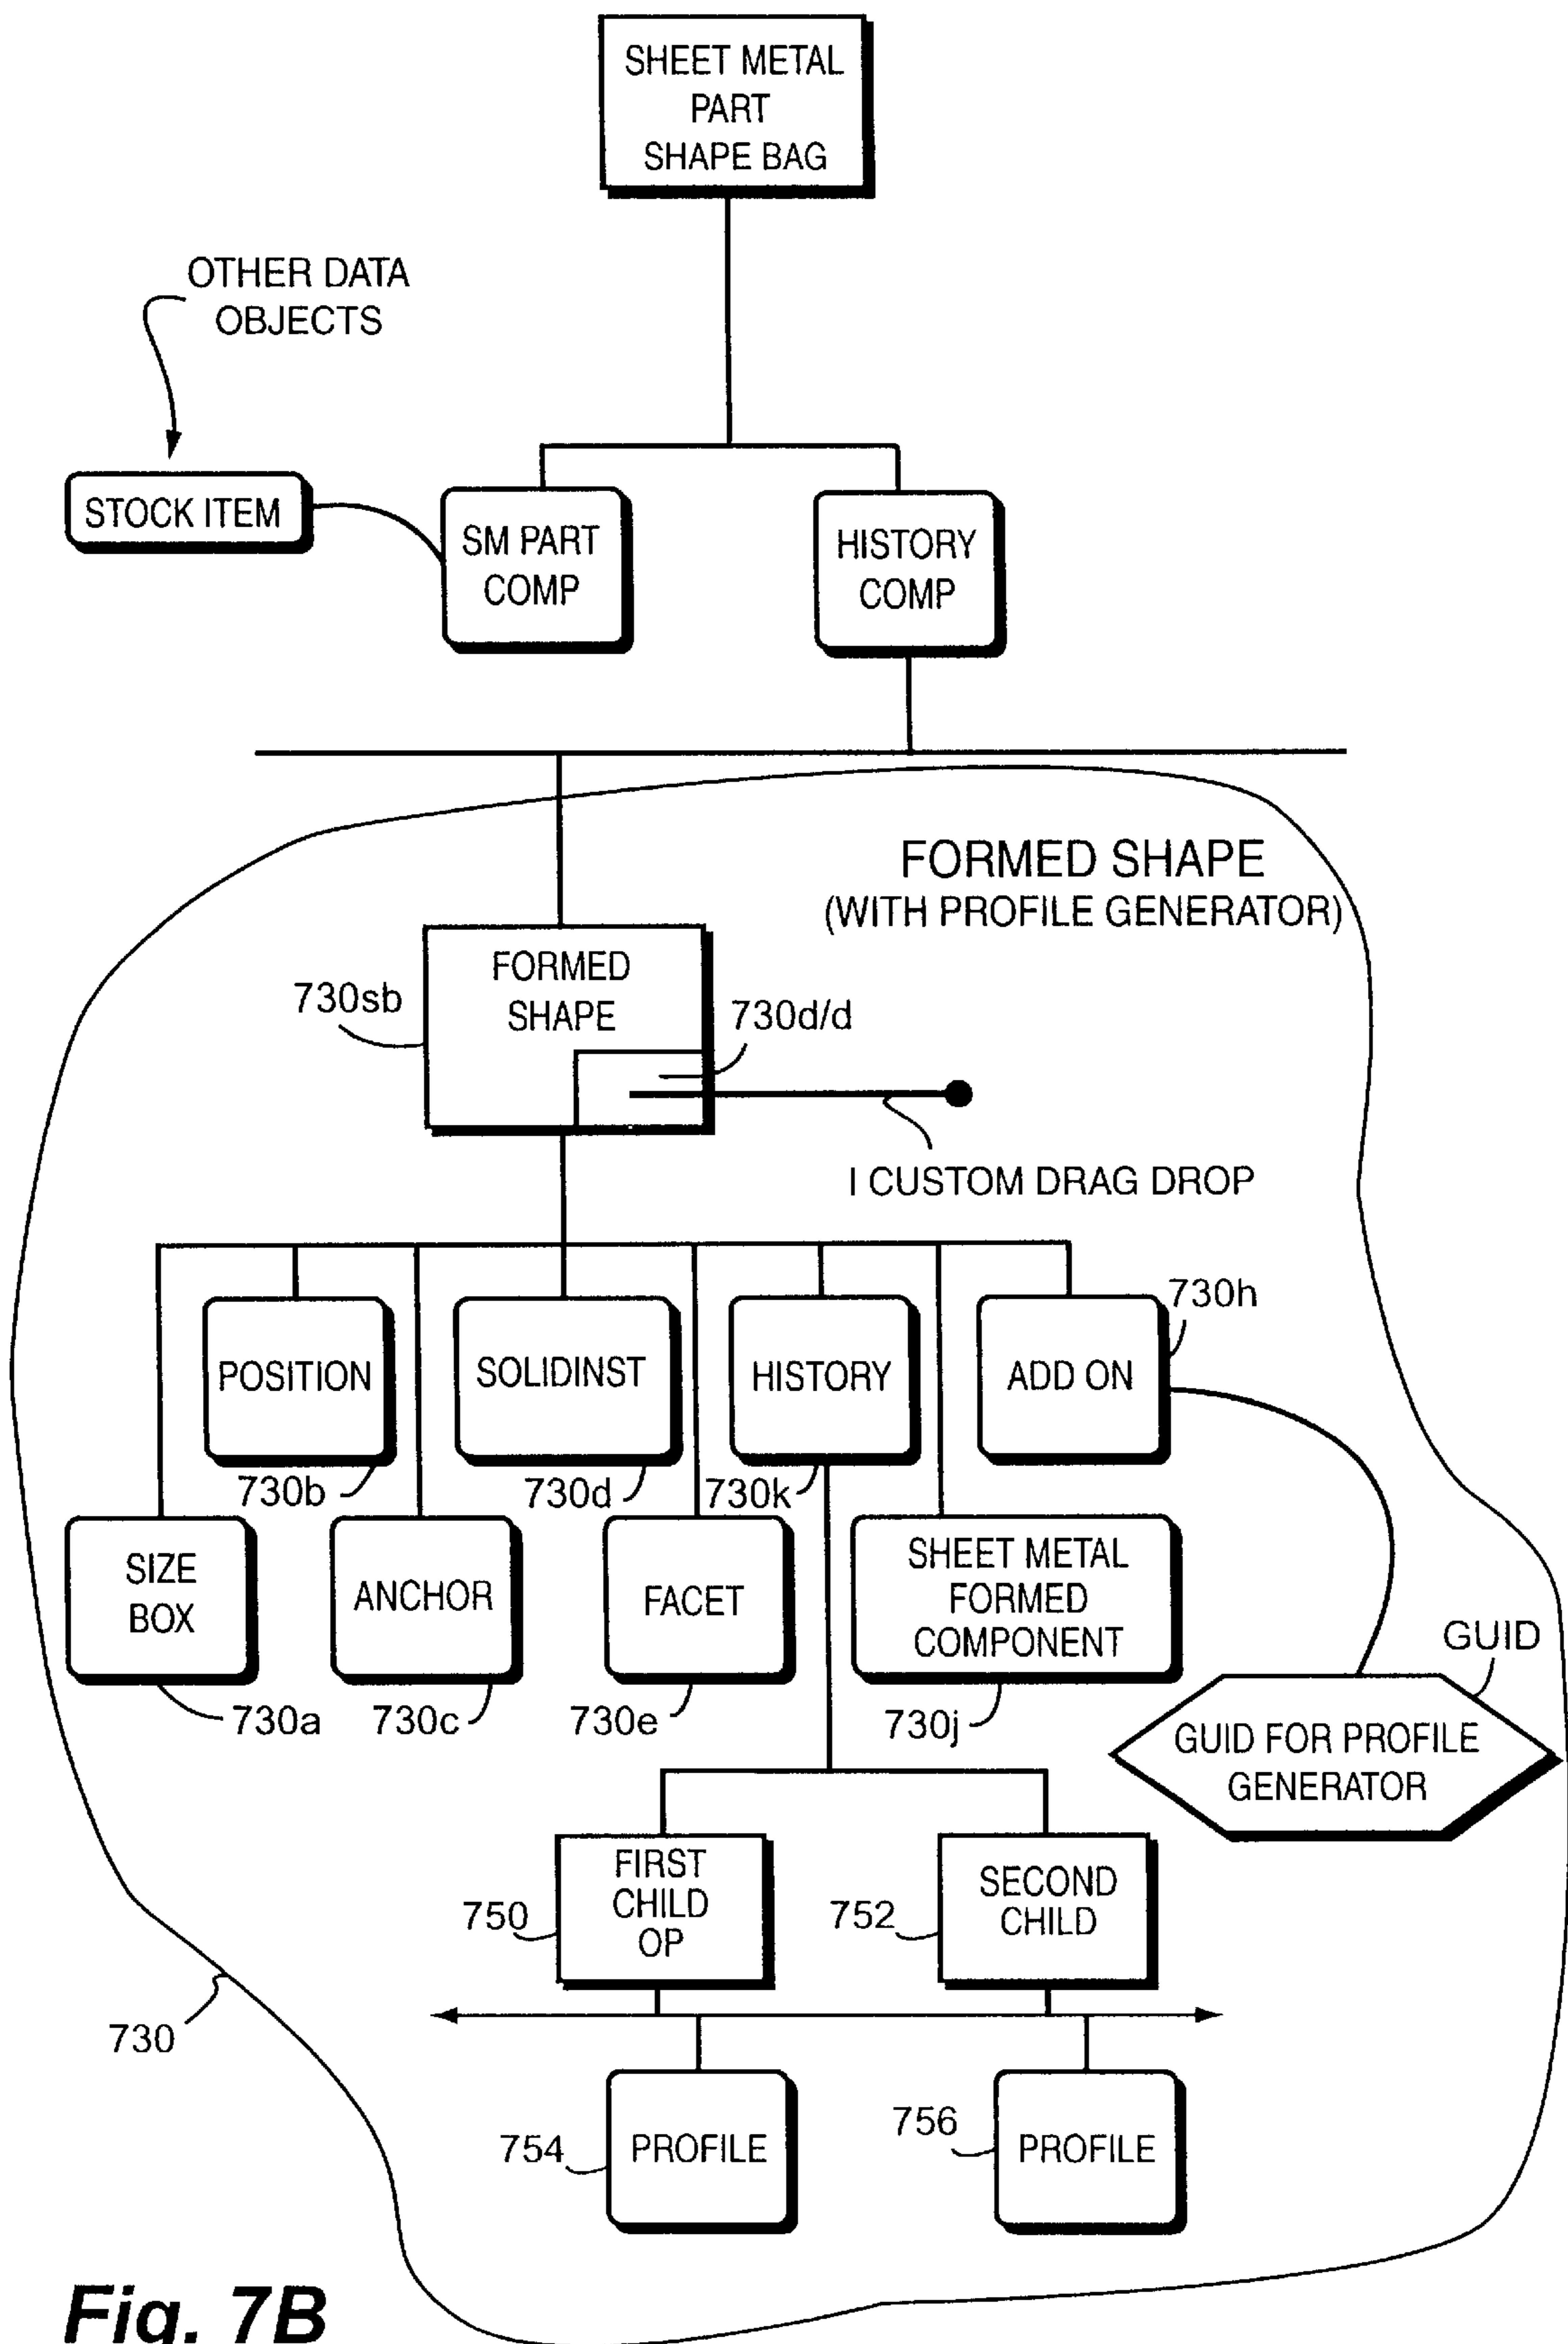 SHEET METAL
PART
SHAPE BAG
OTHER DATA
OBJECTS
STOCK ITEM
SM PART
COMP
HISTORY
COMP
FORMED SHAPE
(WITH PROFILE GENERATOR)
FORMED
SHAPE
730sb
730d/d
I CUSTOM DRAG DROP
730h
POSITION
SOLIDINST
HISTORY
ADD ON
730b
730d
730k
SIZE
BOX
ANCHOR
FACET
SHEET METAL
FORMED
COMPONENT
GUID
730a
730c
730e
730j
GUID FOR PROFILE
GENERATOR
FIRST
CHILD
OP
750
SECOND
CHILD
752
730
754
PROFILE
756
PROFILE
Fig. 7B